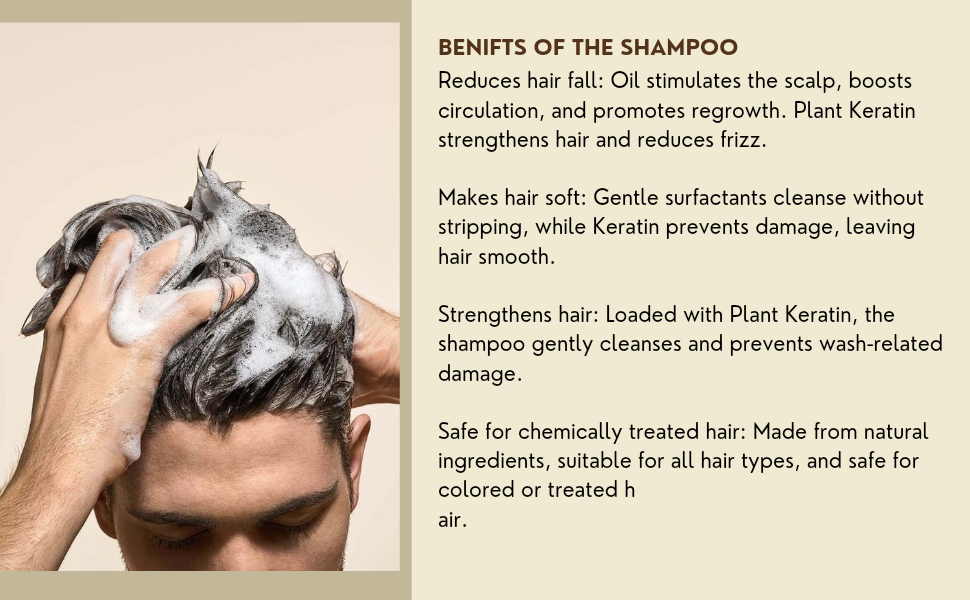 BENIFTS OF THE SHAMPOO
Reduces hair fall: Oil stimulates the scalp, boosts
circulation, and promotes regrowth. Plant Keratin
strengthens hair and reduces frizz.
Makes hair soft: Gentle surfactants cleanse without
stripping, while Keratin prevents damage, leaving
hair smooth.
Strengthens hair: Loaded with Plant Keratin, the
shampoo gently cleanses and prevents wash-related
damage.
Safe for chemically treated hair: Made from natural
ingredients, suitable for all hair types, and safe for
colored or treated h
air.